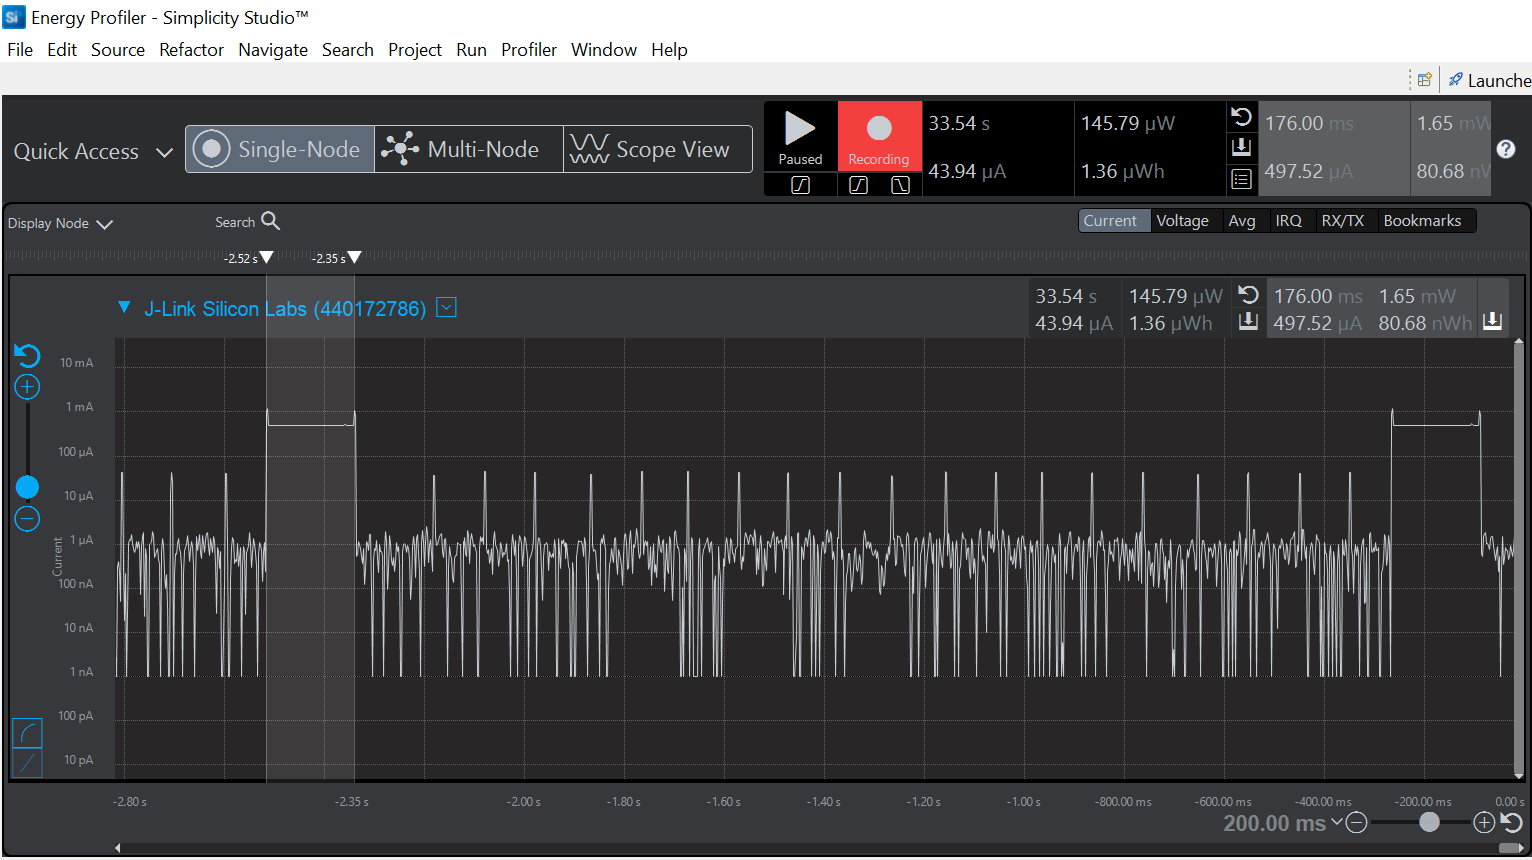 Si Energy Profiler - Simplicity Studio™
File Edit Source Refactor Navigate Search Project Run Profiler Window Help
Launche
Quick Access Single-Node Multi-Node Scope View
Paused Recording
33.54 s 145.79 µW 176.00 ms 1.65 mW
43.94 µA 1.36 µWh 497.52 µA 80.68 nW
?
Display Node Search Current Voltage Avg IRQ RX/TX Bookmarks
-2.52 s -2.35 s
J-Link Silicon Labs (440172786)
33.54 s 145.79 µW 176.00 ms 1.65 mW
43.94 µA 1.36 µWh 497.52 µA 80.68 nWh
10 mA
1 mA
100 µA
10 µA
1 µA
100 nA
10 nA
1 nA
100 pA
10 pA
Current
-2.80 s -2.35 s -2.00 s -1.80 s -1.60 s -1.40 s -1.20 s -1.00 s -800.00 ms -600.00 ms -400.00 ms -200.00 ms 0.00 s
200.00 ms